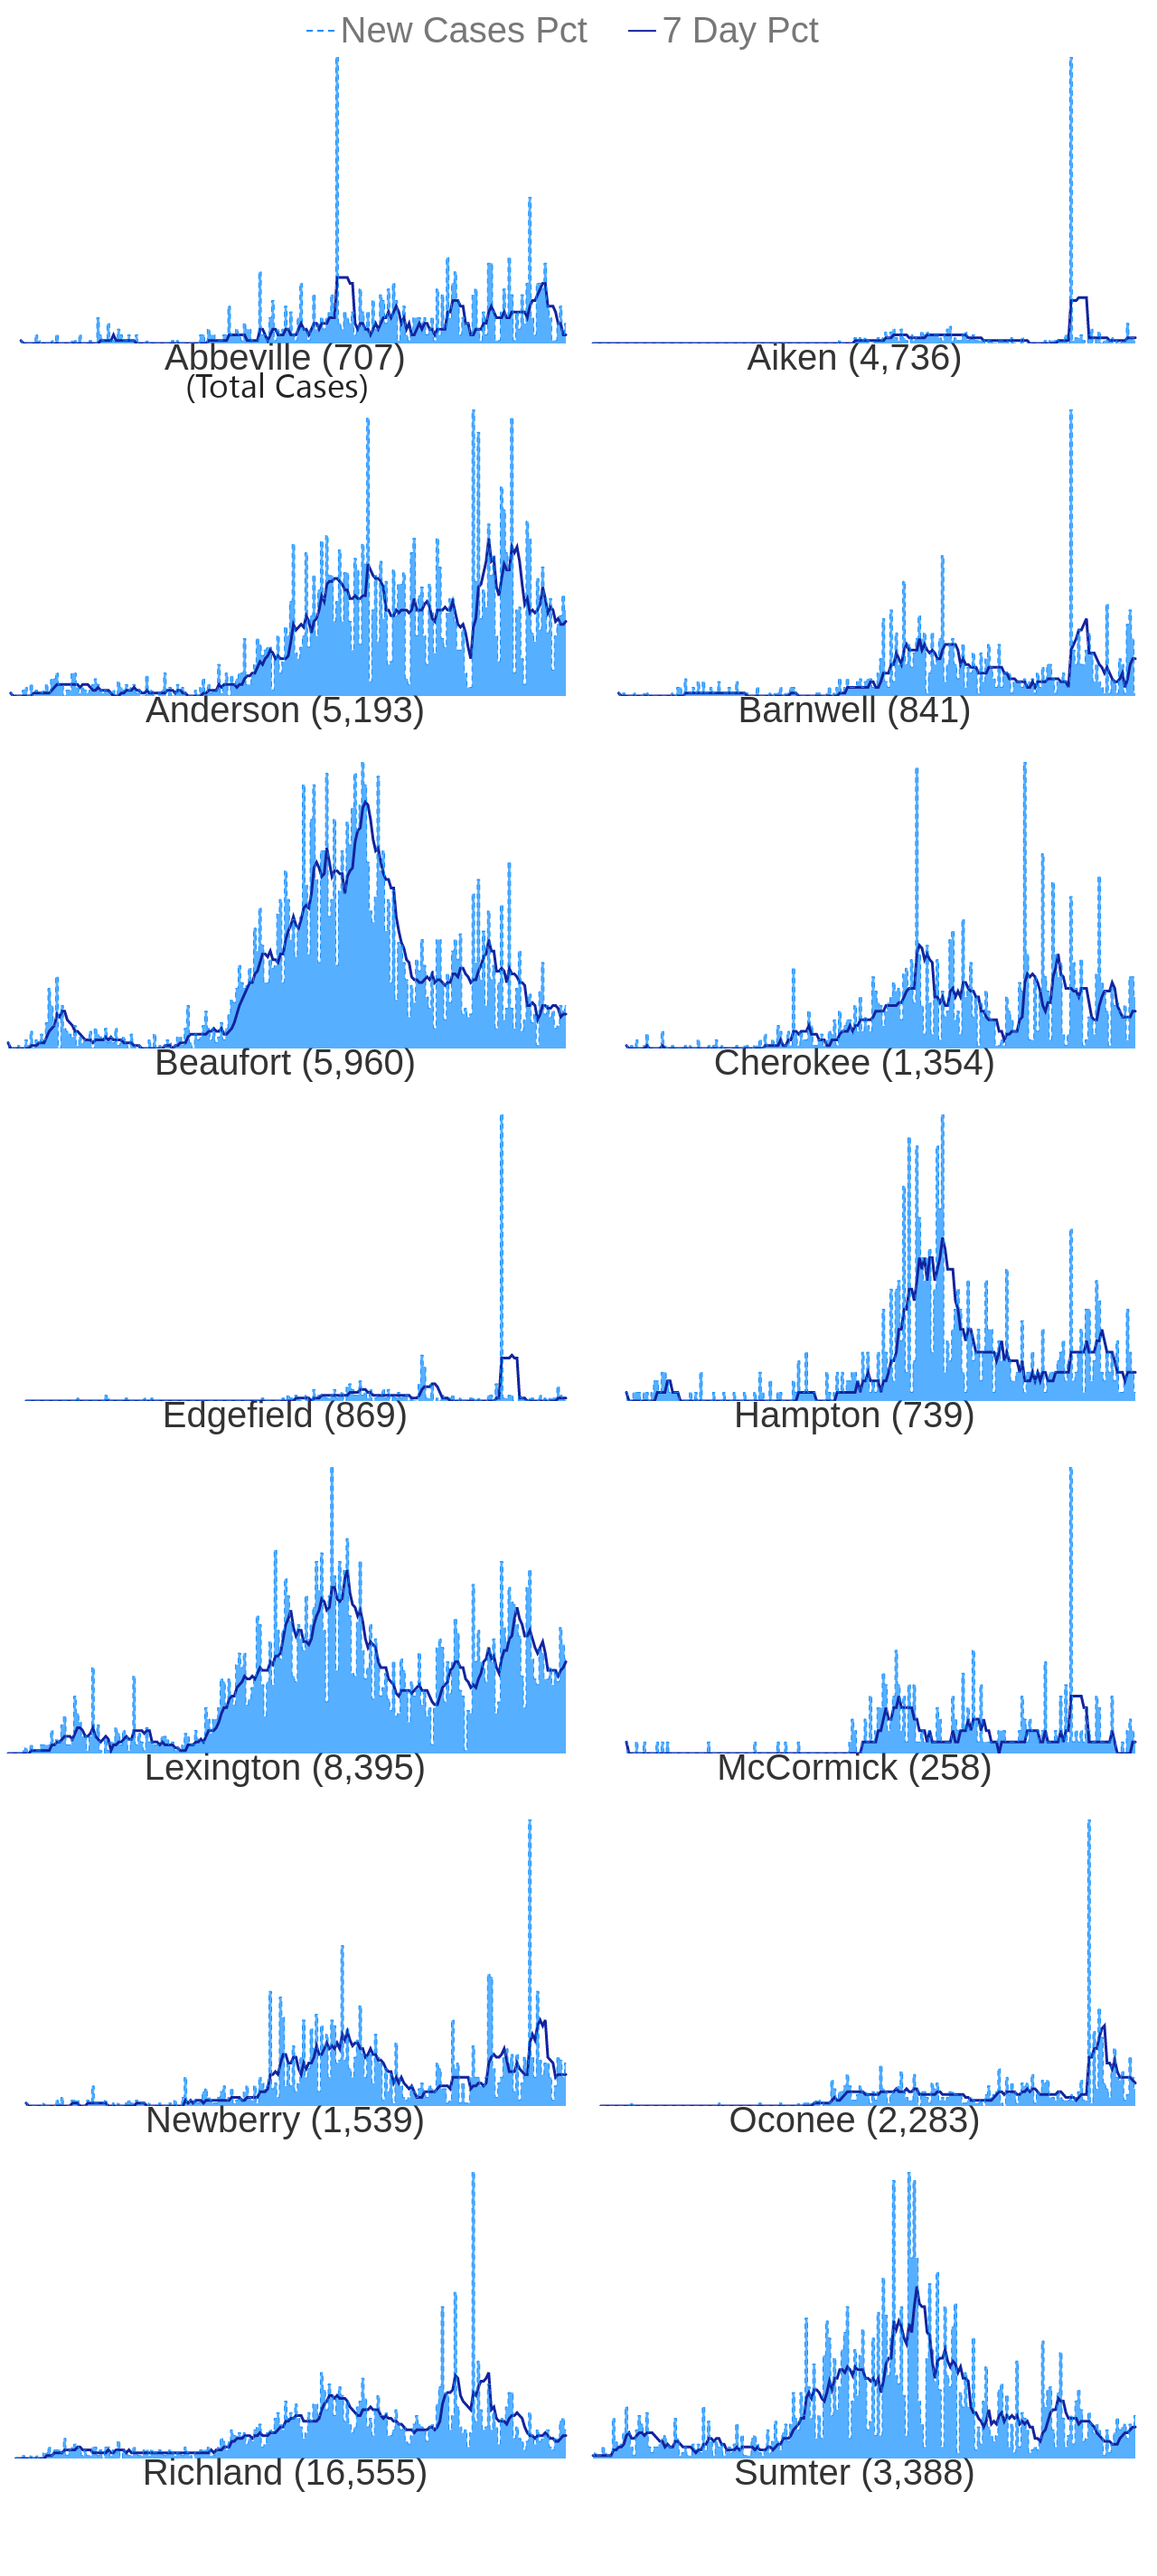 New Cases Pct 7 Day Pct
Abbeville (707) Aiken (4,736)
(Total Cases)
Anderson (5,193) Barnwell (841)
Beaufort (5,960) Cherokee (1,354)
Edgefield (869) Hampton (739)
Lexington (8,395) McCormick (258)
Newberry (1,539) Oconee (2,283)
Richland (16,555) Sumter (3,388)